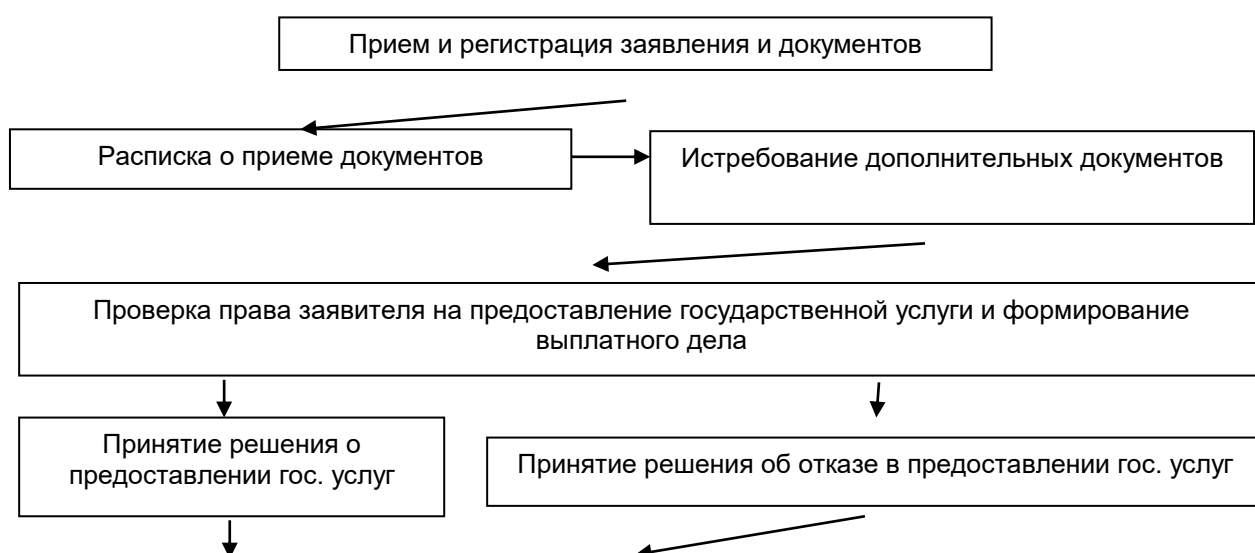 Прием и регистрация заявления и документов
Расписка о приеме документов
Истребование дополнительных документов
Проверка права заявителя на предоставление государственной услуги и формирование
выплатного дела
Принятие решения о
предоставлении гос. услуг
Принятие решения об отказе в предоставлении гос. услуг